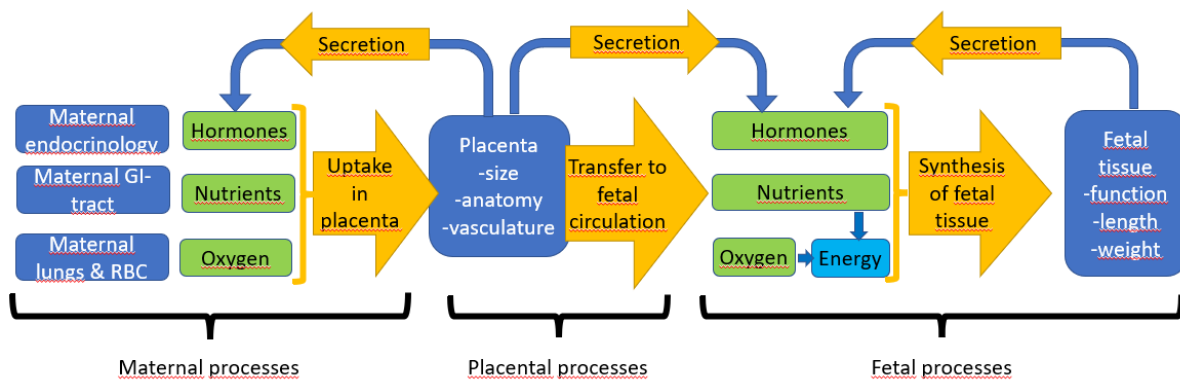 Secretion
Secretion
Secretion
Maternal
endocrinology
Hormones
Maternal GI-
tract
Nutrients
Maternal
lungs & RBC
Oxygen
Uptake
in
placenta
Placenta
-size
-anatomy
-vasculature
Transfer to
fetal
circulation
Hormones
Nutrients
Oxygen
Energy
Synthesis
of fetal
tissue
Fetal
tissue
-function
-length
-weight
Maternal processes
Placental processes
Fetal processes